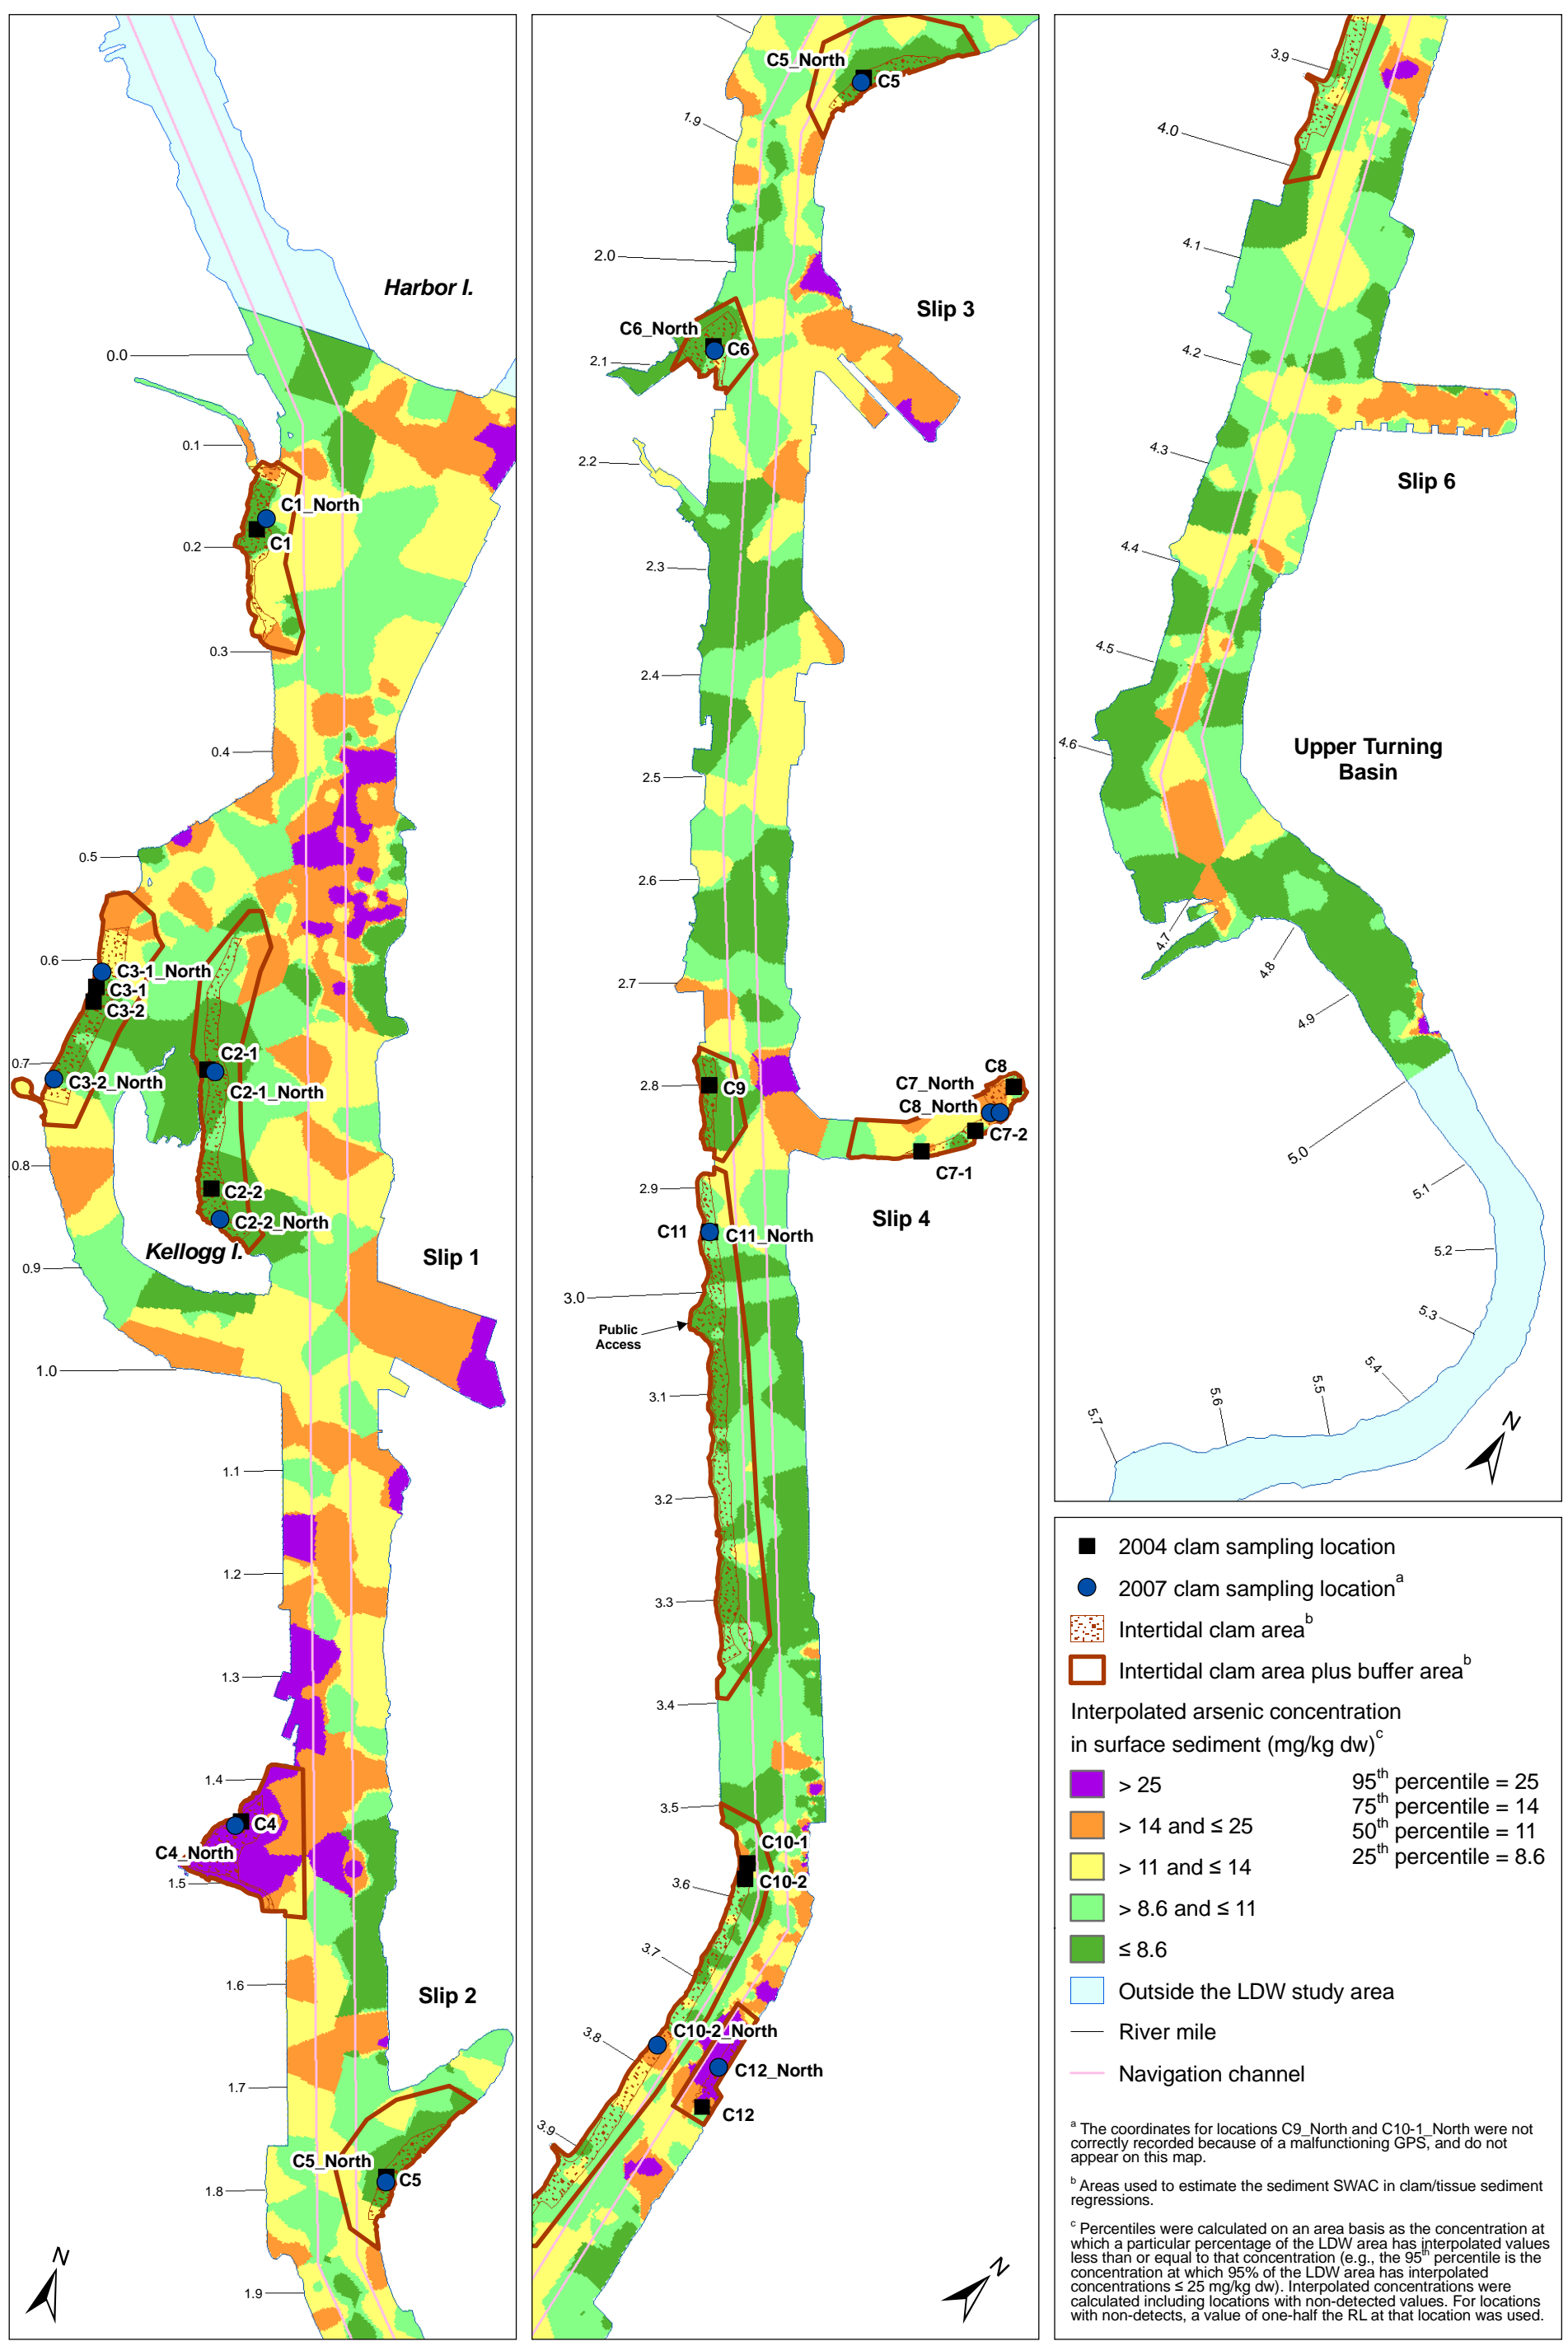 Harbor I.
0.0
0.1
C1_North
C1
0.2
0.3
0.4
0.5
0.6
C3-1_North
C3-1
C3-2
C2-1
0.7
C3-2_North
C2-1_North
0.8
C2-2
C2-2_North
Kellogg I.
Slip 1
0.9
1.0
1.1
1.2
1.3
1.4
C4
C4_North
1.5
1.6
Slip 2
1.7
C5_North
C5
1.8
1.9
N
C5_North
C5
1.9
2.0
Slip 3
C6_North
C6
2.1
2.2
2.3
2.4
2.5
2.6
2.7
2.8
C9
C8
C7_North
C8_North
C7-2
C7-1
2.9
Slip 4
C11
C11_North
3.0
Public
Access
3.1
3.2
3.3
3.4
3.5
C10-1
C10-2
3.6
3.7
3.8
C10-2_North
C12_North
C12
3.9
N
3.9
4.0
4.1
4.2
4.3
Slip 6
4.4
4.5
4.6
Upper Turning
Basin
4.7
4.8
4.9
5.0
5.1
5.2
5.3
5.4
5.5
5.6
5.7
N
2004 clam sampling location
2007 clam sampling location^a
Intertidal clam area^b
Intertidal clam area plus buffer area^b
Interpolated arsenic concentration
in surface sediment (mg/kg dw)^c
> 25
> 14 and ≤ 25
> 11 and ≤ 14
> 8.6 and ≤ 11
≤ 8.6
95th percentile = 25
75th percentile = 14
50th percentile = 11
25th percentile = 8.6
Outside the LDW study area
River mile
Navigation channel
a The coordinates for locations C9_North and C10-1_North were not
correctly recorded because of a malfunctioning GPS, and do not
appear on this map.
b Areas used to estimate the sediment SWAC in clam/tissue sediment
regressions.
c Percentiles were calculated on an area basis as the concentration at
which a particular percentage of the LDW area has interpolated values
less than or equal to that concentration (e.g., the 95th percentile is the
concentration at which 95% of the LDW area has interpolated
concentrations ≤ 25 mg/kg dw). Interpolated concentrations were
calculated including locations with non-detected values. For locations
with non-detects, a value of one-half the RL at that location was used.